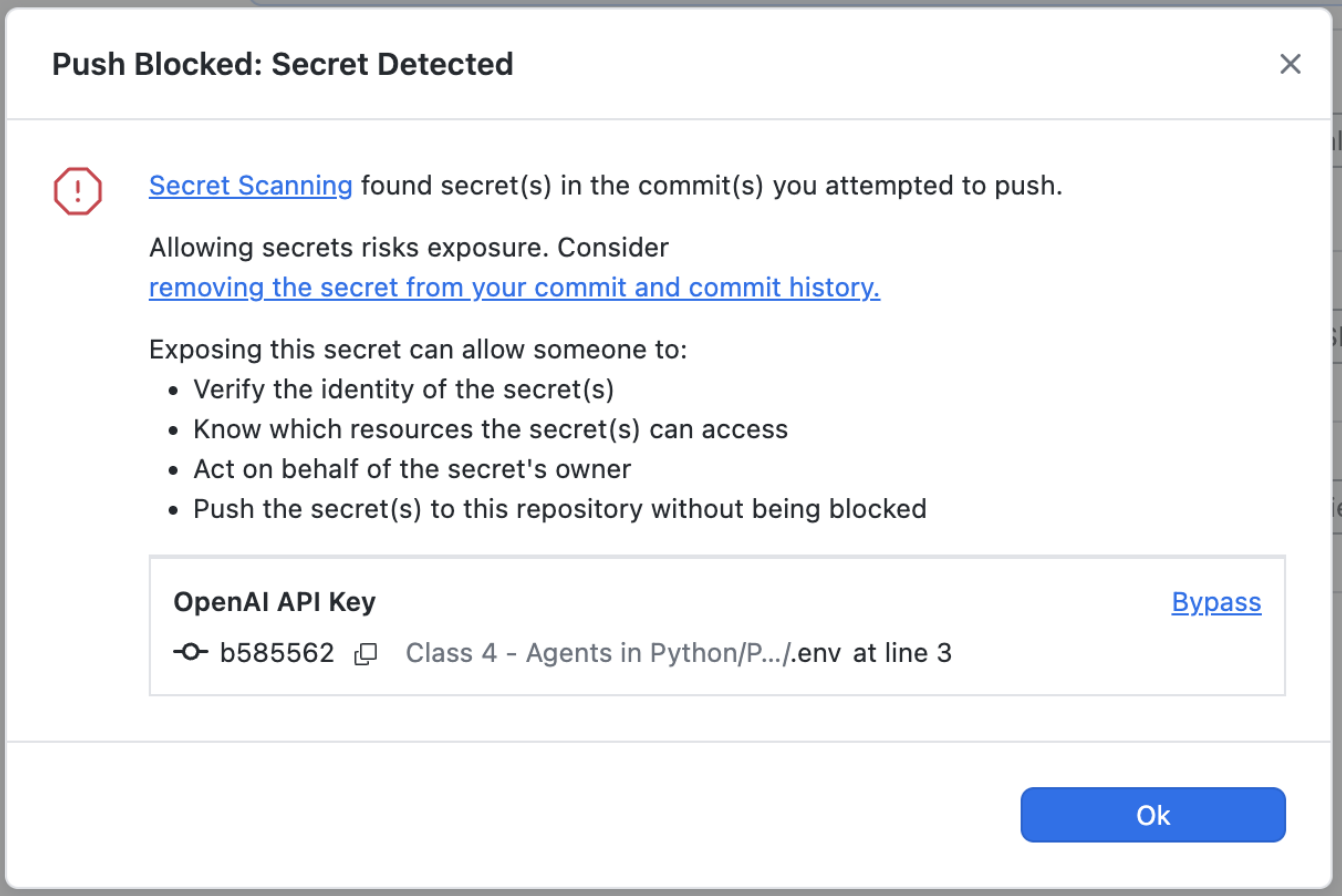 Push Blocked: Secret Detected
Secret Scanning found secret(s) in the commit(s) you attempted to push.
Allowing secrets risks exposure. Consider
removing the secret from your commit and commit history.
Exposing this secret can allow someone to:
• Verify the identity of the secret(s)
• Know which resources the secret(s) can access
• Act on behalf of the secret's owner
• Push the secret(s) to this repository without being blocked
OpenAI API Key Bypass
b585562 Class 4 - Agents in Python/P.../.env at line 3
Ok